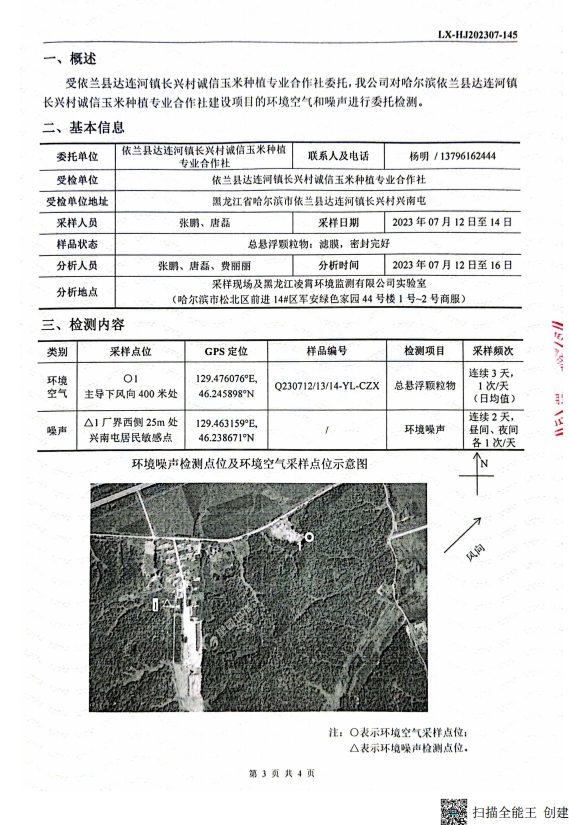 LX-HJ202307-145
一、概述
受依兰县达连河镇长兴村诚信玉米种植专业合作社委托，我公司对哈尔滨依兰县达连河镇
长兴村诚信玉米种植专业合作社建设项目的环境空气和噪声进行委托检测。
二、基本信息
委托单位 依兰县达连河镇长兴村诚信玉米种植专业合作社 联系人及电话 杨明 / 13796162444
受检单位 依兰县达连河镇长兴村诚信玉米种植专业合作社
受检单位地址 黑龙江省哈尔滨市依兰县达连河镇长兴村兴南屯
采样人员 张鹏、唐磊 采样日期 2023 年 07 月 12 日至 14 日
样品状态 总悬浮颗粒物：滤膜，密封完好
分析人员 张鹏、唐磊、费丽丽 分析时间 2023 年 07 月 12 日至 16 日
分析地点 采样现场及黑龙江凌霄环境监测有限公司实验室
（哈尔滨市松北区前进 14#区军安绿色家园 44 号楼 1 号~2 号商服）
三、检测内容
类别 采样点位 GPS 定位 样品编号 检测项目 采样频次
环境空气 〇1 主导下风向 400 米处 129.476076°E, 46.245898°N Q230712/13/14-YL-CZX 总悬浮颗粒物 连续 3 天，1 次/天（日均值）
噪声 △1 厂界西侧 25m 处兴南屯居民敏感点 129.463159°E, 46.238671°N / 环境噪声 连续 2 天，昼间、夜间各 1 次/天
环境噪声检测点位及环境空气采样点位示意图
N
风向
注：〇表示环境空气采样点位；
△表示环境噪声检测点位。
第 3 页 共 4 页
扫描全能王 创建